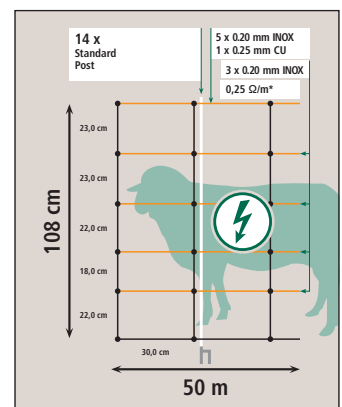 14 x
Standard
Post
5 x 0.20 mm INOX
1 x 0.25 mm CU
3 x 0.20 mm INOX
0,25 Ω/m*
23,0 cm
23,0 cm
22,0 cm
18,0 cm
22,0 cm
108 cm
30,0 cm
50 m